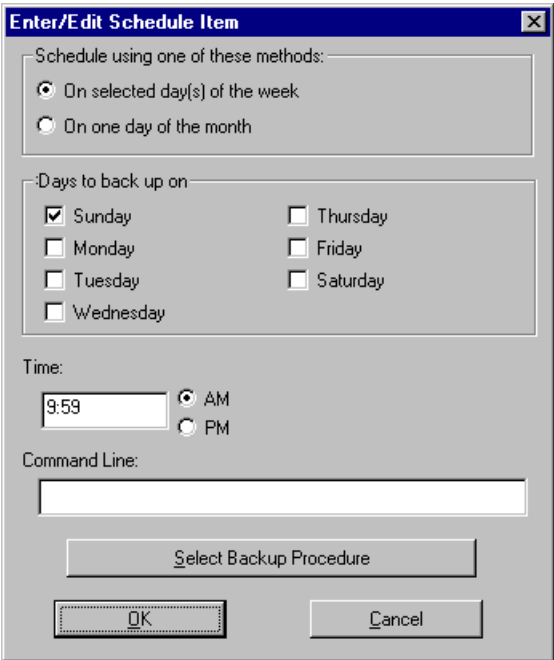 Enter/Edit Schedule Item
Schedule using one of these methods:
On selected day(s) of the week
On one day of the month
:Days to back up on
Sunday Thursday
Monday Friday
Tuesday Saturday
Wednesday
Time:
9:59 AM
PM
Command Line:
Select Backup Procedure
OK Cancel